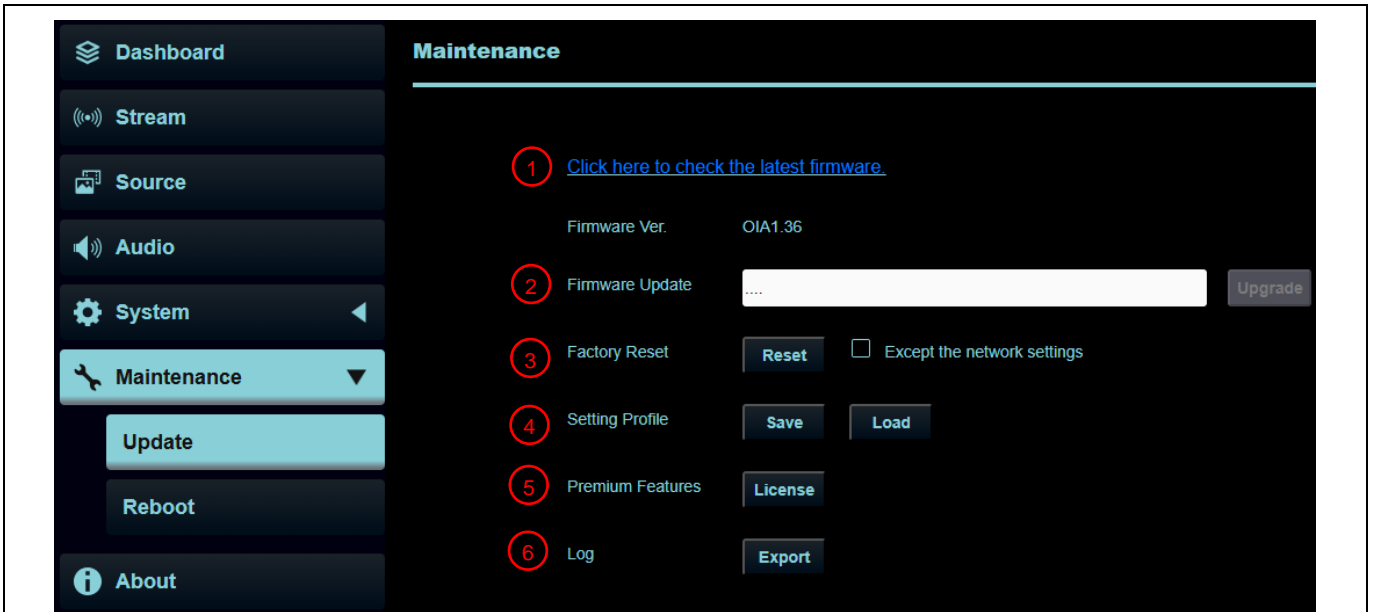 Dashboard
Stream
Source
Audio
System
Maintenance
Update
Reboot
About
Maintenance
1 Click here to check the latest firmware.
Firmware Ver. OIA1.36
2 Firmware Update .... Upgrade
3 Factory Reset Reset Except the network settings
4 Setting Profile Save Load
5 Premium Features License
6 Log Export